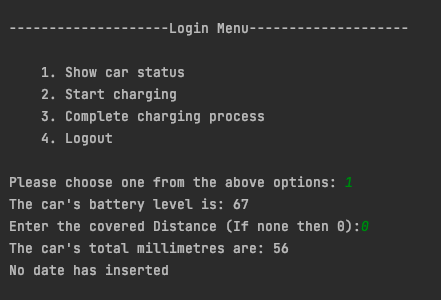 --------------------Login Menu--------------------
1. Show car status
2. Start charging
3. Complete charging process
4. Logout
Please choose one from the above options: 1
The car's battery level is: 67
Enter the covered Distance (If none then 0):0
The car's total millimetres are: 56
No date has inserted